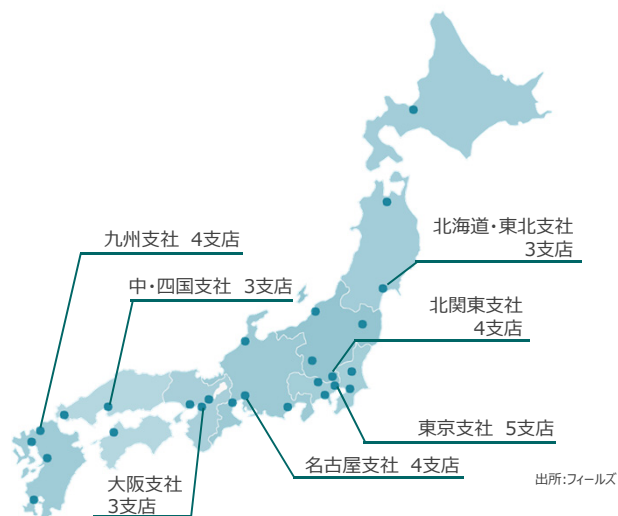 北海道・東北支社
3支店
九州支社 4支店
中・四国支社 3支店
北関東支社
4支店
東京支社 5支店
名古屋支社 4支店
大阪支社
3支店
出所:フィールズ